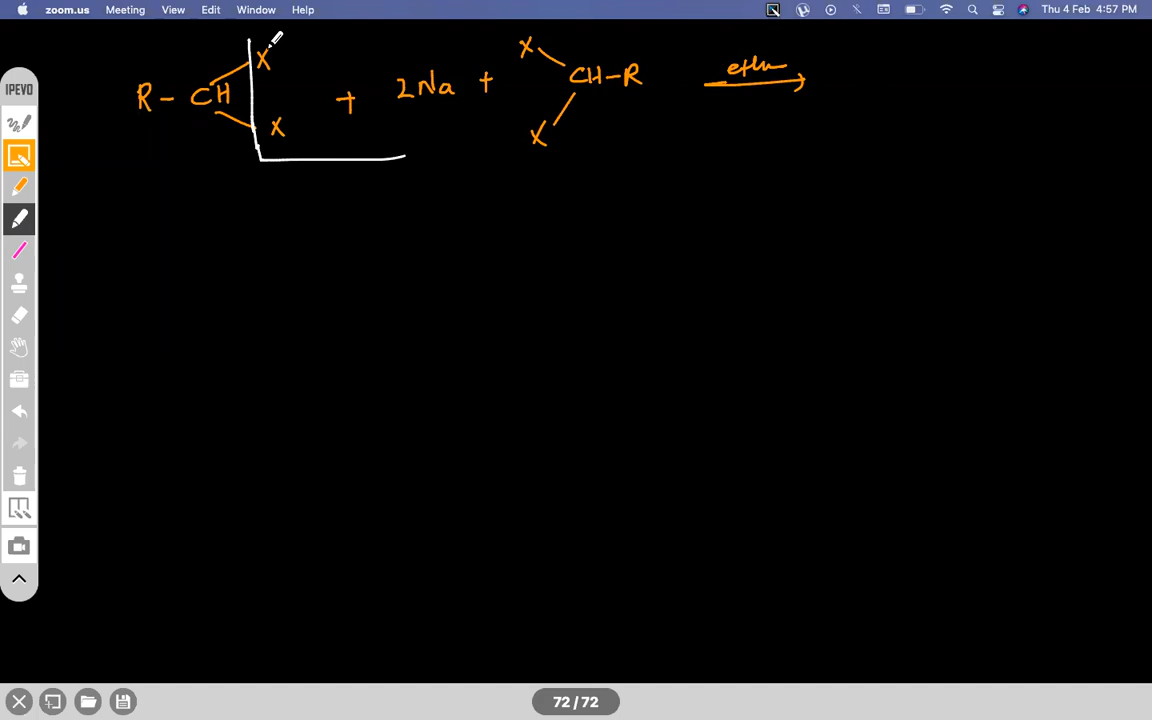 zoom.us Meeting View Edit Window Help Thu 4 Feb 4:57 PM
IPEVO
X X
R - CH + 2Na + CH-R ether
X X
72 / 72